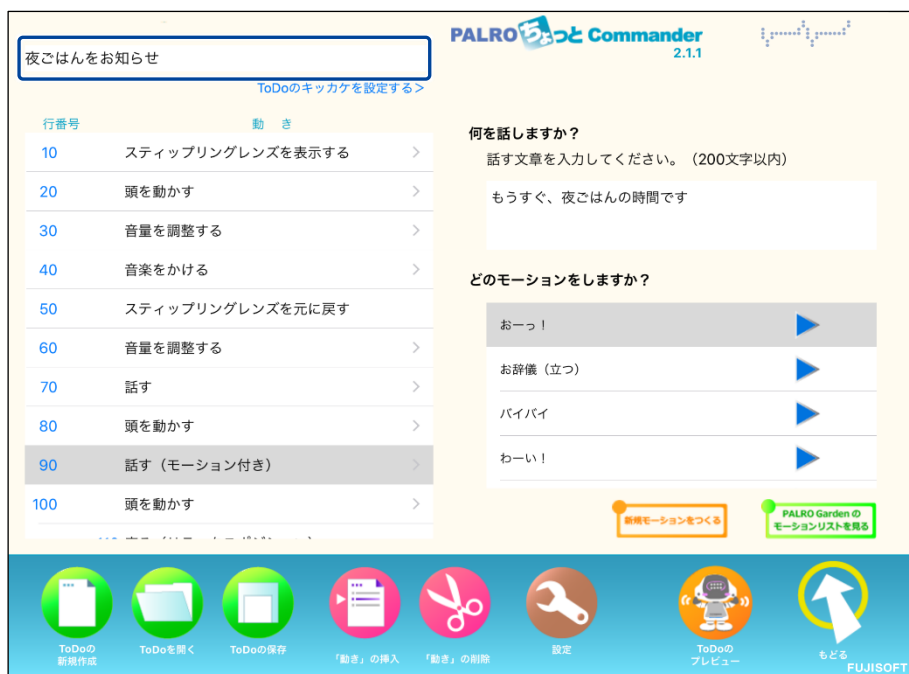 PALRO ちょっと Commander
2.1.1
夜ごはんをお知らせ
ToDoのキッカケを設定する>
行番号 動 き
10 スティップリングレンズを表示する
20 頭を動かす
30 音量を調整する
40 音楽をかける
50 スティップリングレンズを元に戻す
60 音量を調整する
70 話す
80 頭を動かす
90 話す（モーション付き）
100 頭を動かす
何を話しますか？
話す文章を入力してください。（200文字以内）
もうすぐ、夜ごはんの時間です
どのモーションをしますか？
おーっ！
お辞儀（立つ）
バイバイ
わーい！
新規モーションをつくる
PALRO Garden の
モーションリストを見る
ToDoの
新規作成
ToDoを開く
ToDoの保存
「動き」の挿入
「動き」の削除
設定
ToDoの
プレビュー
もどる
FUJISOFT